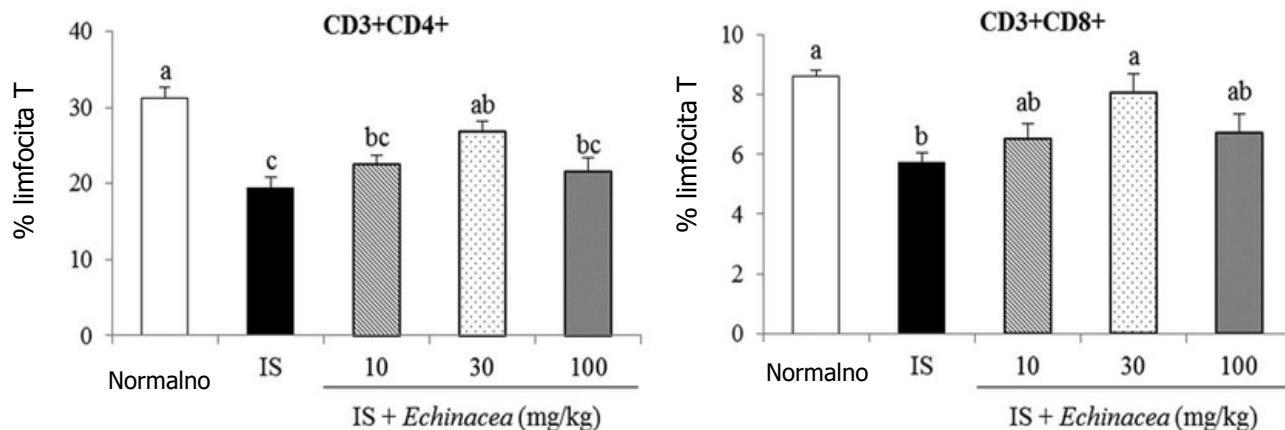 CD3+CD4+
% limfocita T
40
30
20
10
0
a
c
bc
ab
bc
Normalno
IS
10
30
100
IS + Echinacea (mg/kg)
CD3+CD8+
% limfocita T
10
8
6
4
2
0
a
b
ab
a
ab
Normalno
IS
10
30
100
IS + Echinacea (mg/kg)